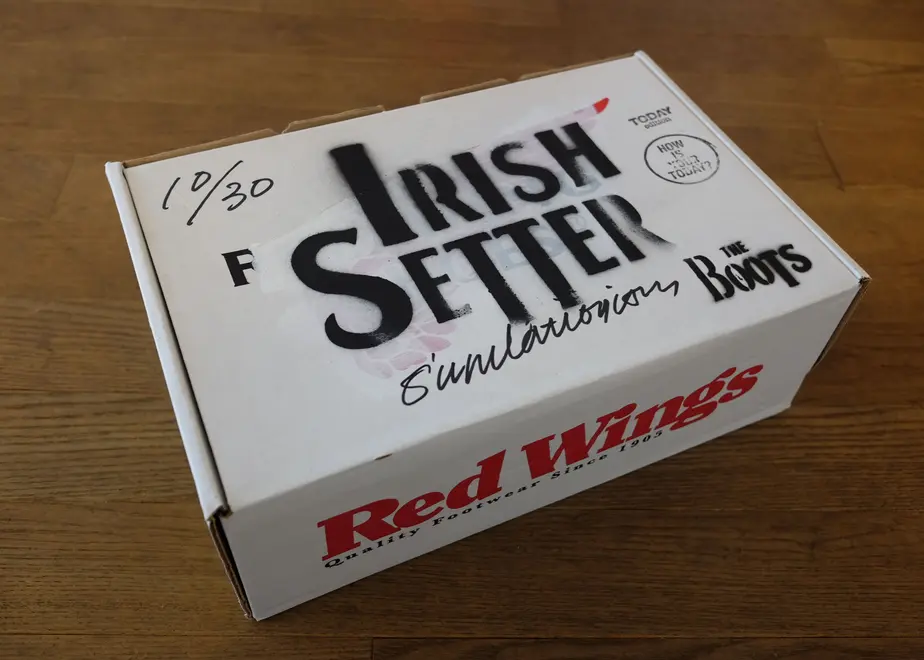 10/30
TODAY
HOW
IS
YOUR
TODAY?
IRISH
SETTER
F
THE
BOOTS
Red Wings
Quality Footwear Since 1905